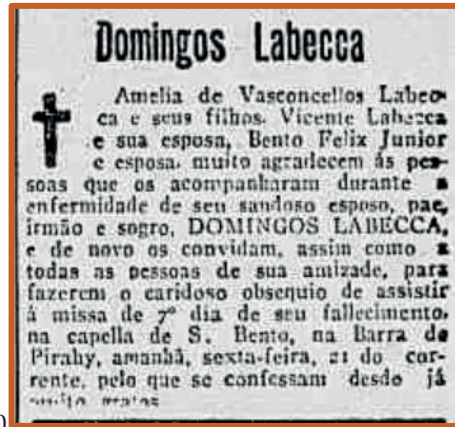 Domingos Labecca
Amelia de Vasconcellos Labec-
ca e seus filhos, Vicente Labecca
e sua esposa, Bento Felix Junior
e esposa, muito agradecem ás pes-
soas que os acompanharam durante a
enfermidade de seu saudoso esposo, pae,
irmão e sogro, DOMINGOS LABECCA,
e de novo os convidam, assim como a
todas as pessoas de sua amizade, para
fazerem o caridoso obsequio de assistir
á missa de 7º dia de seu fallecimento,
na capella de S. Bento, na Barra do
Pirahy, amanhã, sexta-feira, 21 do cor-
rente, pelo que se confessam desde já
muito gratos